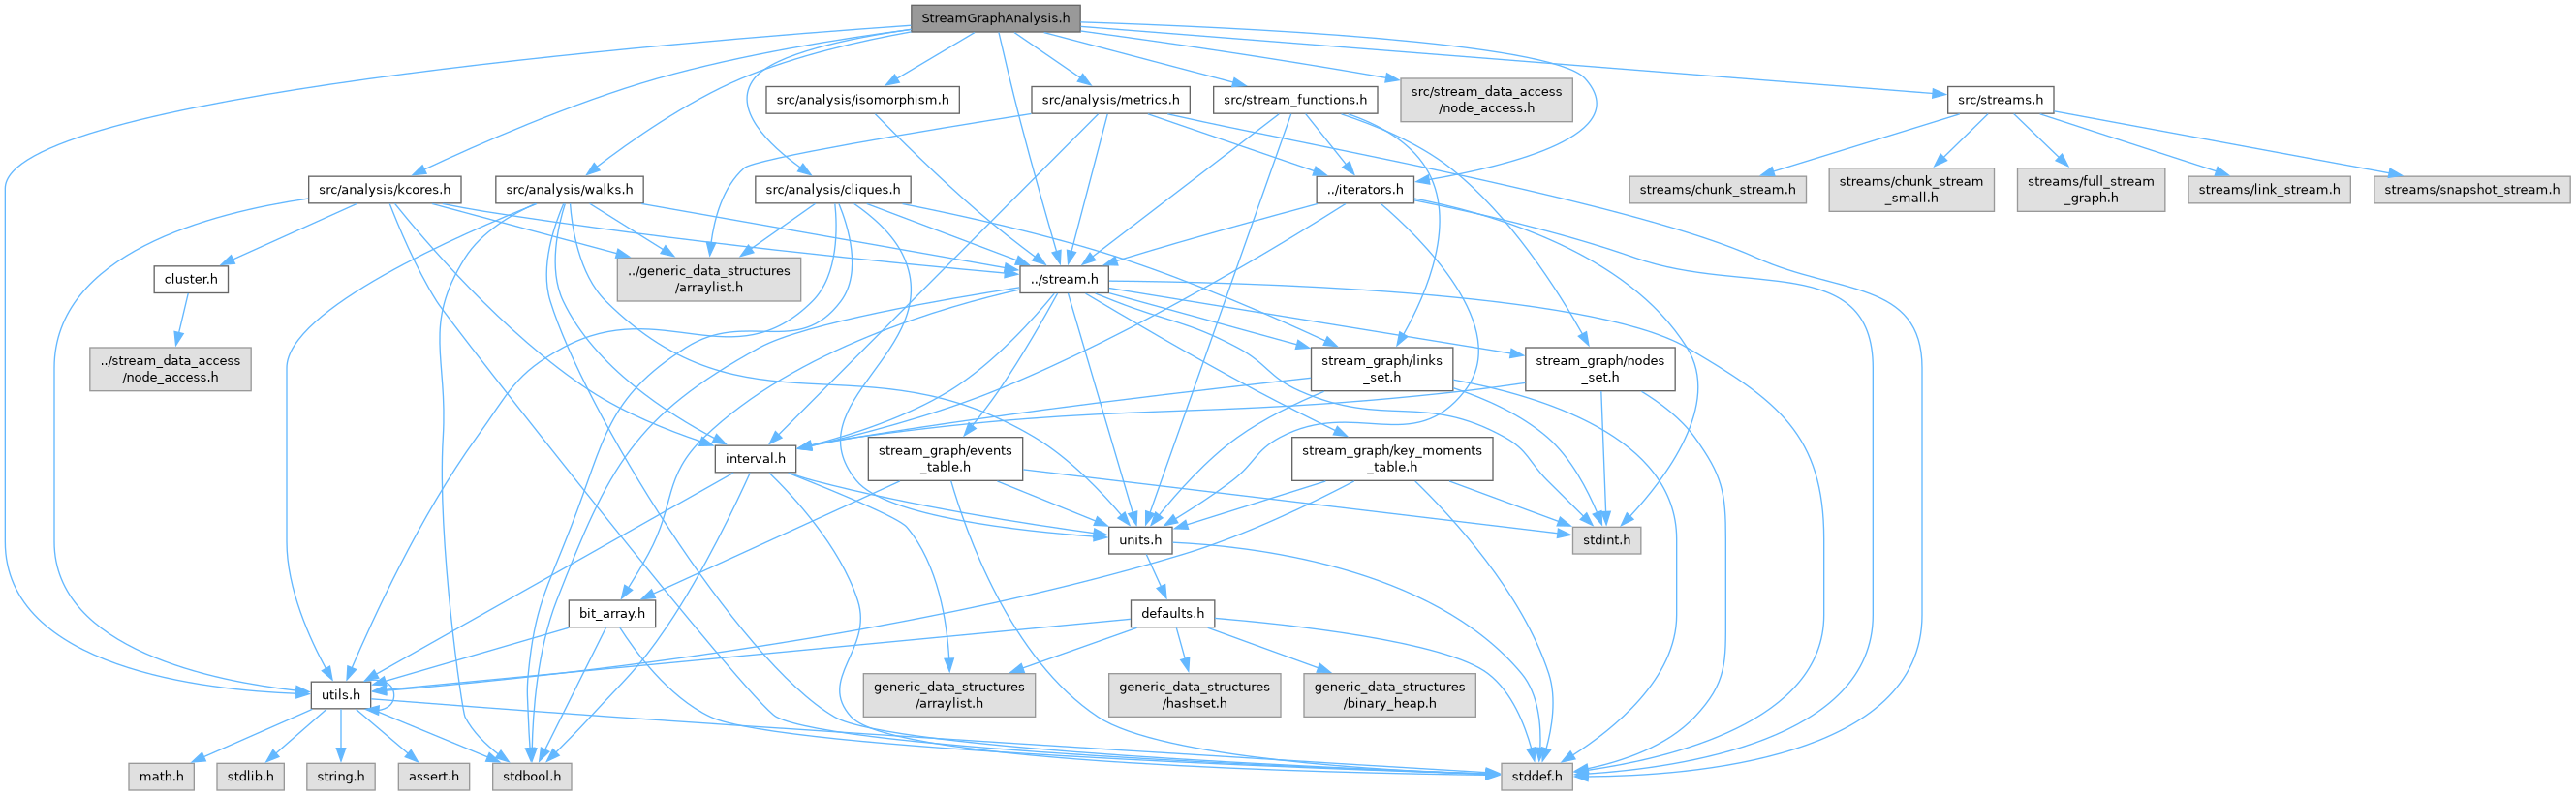 StreamGraphAnalysis.h
src/analysis/isomorphism.h
src/analysis/metrics.h
src/stream_functions.h
src/stream_data_access
/node_access.h
src/streams.h
src/analysis/kcores.h
src/analysis/walks.h
src/analysis/cliques.h
../iterators.h
streams/chunk_stream.h
streams/chunk_stream
_small.h
streams/full_stream
_graph.h
streams/link_stream.h
streams/snapshot_stream.h
cluster.h
../generic_data_structures
/arraylist.h
../stream.h
../stream_data_access
/node_access.h
stream_graph/links
_set.h
stream_graph/nodes
_set.h
interval.h
stream_graph/events
_table.h
stream_graph/key_moments
_table.h
units.h
stdint.h
bit_array.h
defaults.h
utils.h
generic_data_structures
/arraylist.h
generic_data_structures
/hashset.h
generic_data_structures
/binary_heap.h
math.h
stdlib.h
string.h
assert.h
stdbool.h
stddef.h